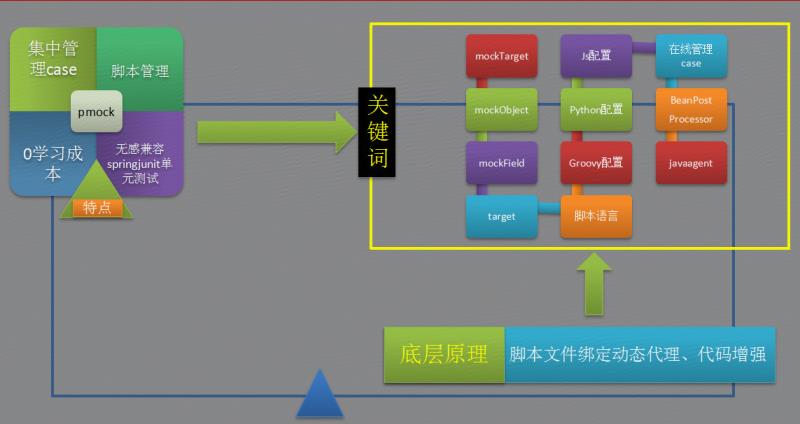 集中管
理case
脚本管理
pmock
0学习成
本
无感兼容
springjunit单
元测试
特点
关
键
词
mockTarget
mockObject
mockField
target
脚本语言
Groovy配置
Python配置
Js配置
在线管理
case
BeanPost
Processor
javaagent
底层原理
脚本文件绑定动态代理、代码增强